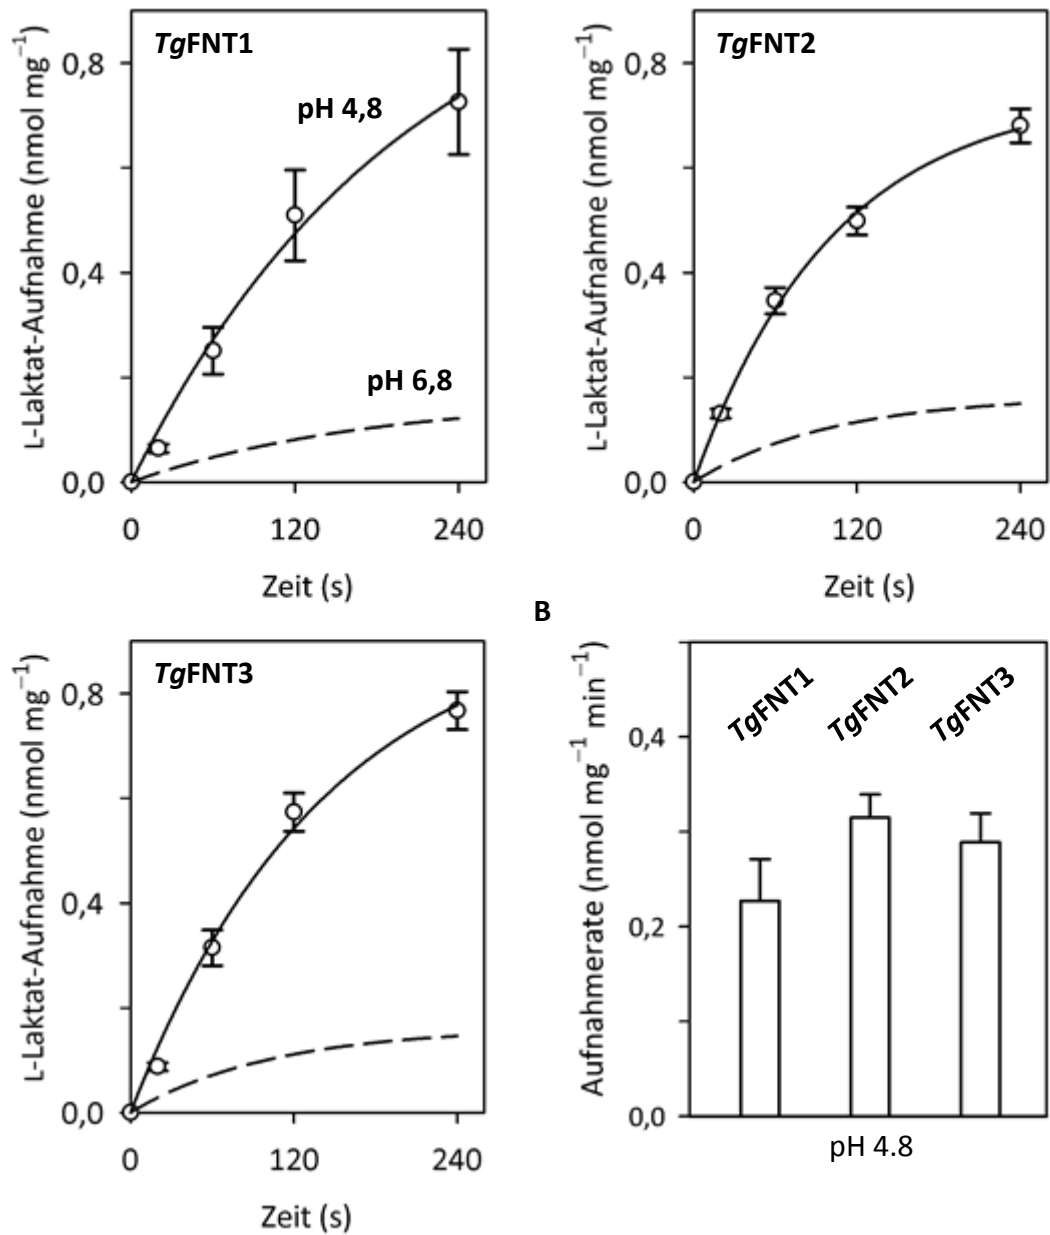 TgFNT1
L-Laktat-Aufnahme (nmol mg⁻¹)
0,8
0,4
0,0
pH 4,8
pH 6,8
0 120 240
Zeit (s)
TgFNT2
L-Laktat-Aufnahme (nmol mg⁻¹)
0,8
0,4
0,0
0 120 240
Zeit (s)
TgFNT3
L-Laktat-Aufnahme (nmol mg⁻¹)
0,8
0,4
0,0
0 120 240
Zeit (s)
B
Aufnahmerate (nmol mg⁻¹ min⁻¹)
0,4
0,2
0,0
TgFNT1
TgFNT2
TgFNT3
pH 4.8